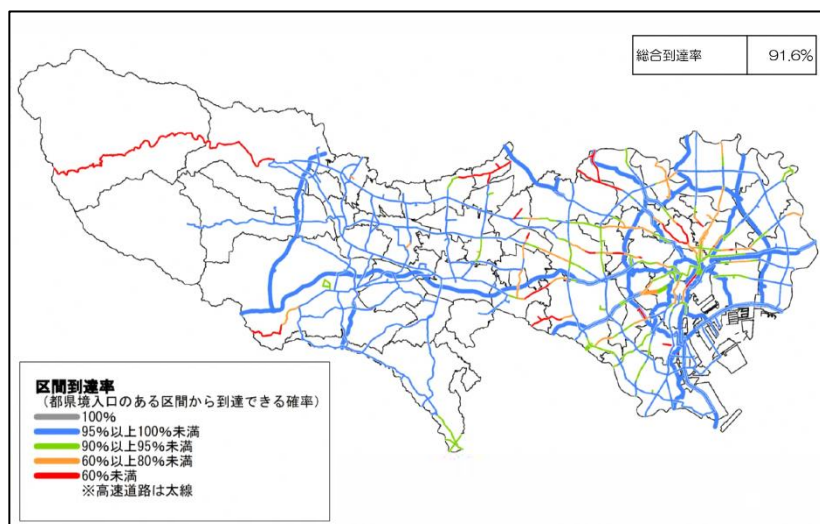 総合到達率 91.6%
区間到達率
（都県境入口のある区間から到達できる確率）
100%
95%以上100%未満
90%以上95%未満
60%以上80%未満
60%未満
※高速道路は太線